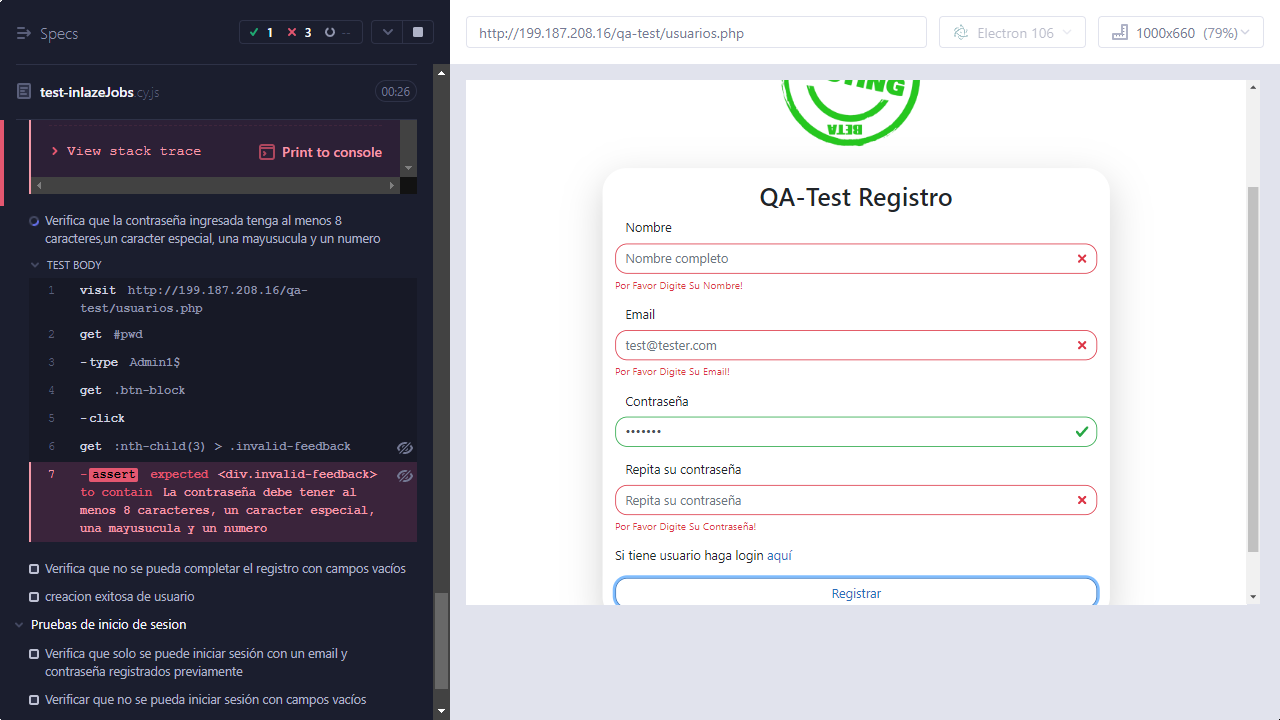 Specs
1
3
--
test-inlazeJobs.cy.js
00:26
View stack trace
Print to console
Verifica que la contraseña ingresada tenga al menos 8
caracteres,un caracter especial, una mayusucula y un numero
TEST BODY
1 visit http://199.187.208.16/qa-
test/usuarios.php
2 get #pwd
3 -type Admin1$
4 get .btn-block
5 -click
6 get :nth-child(3) > .invalid-feedback
7 -assert expected <div.invalid-feedback>
to contain La contraseña debe tener al
menos 8 caracteres, un caracter especial,
una mayusucula y un numero
Verifica que no se pueda completar el registro con campos vacíos
creacion exitosa de usuario
Pruebas de inicio de sesion
Verifica que solo se puede iniciar sesión con un email y
contraseña registrados previamente
Verificar que no se pueda iniciar sesión con campos vacíos
http://199.187.208.16/qa-test/usuarios.php
Electron 106
1000x660 (79%)
BETA
QA-Test Registro
Nombre
Nombre completo
Por Favor Digite Su Nombre!
Email
test@tester.com
Por Favor Digite Su Email!
Contraseña
•••••••
Repita su contraseña
Repita su contraseña
Por Favor Digite Su Contraseña!
Si tiene usuario haga login aquí
Registrar